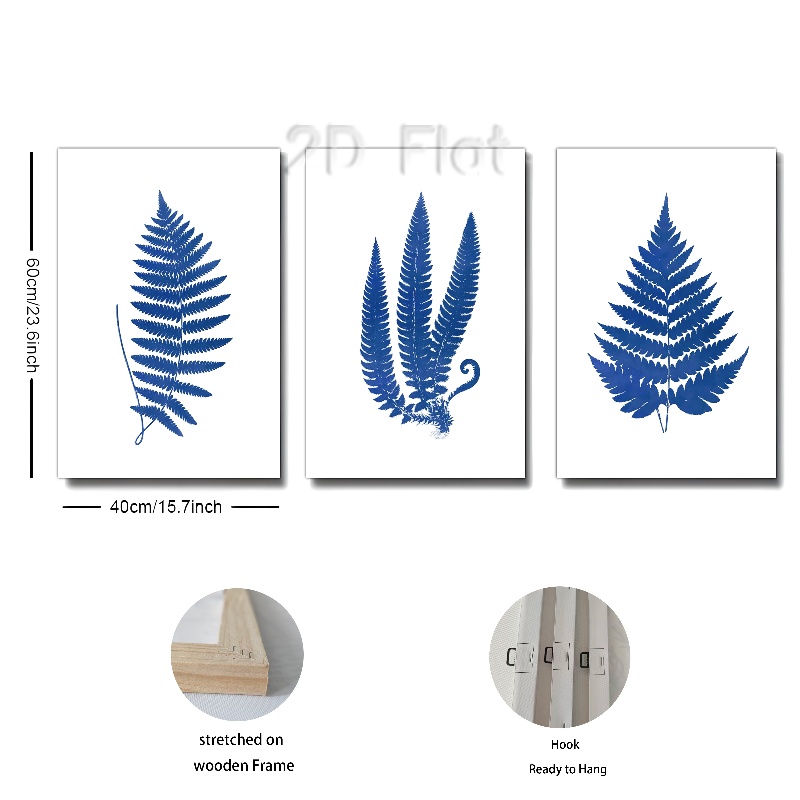 2D Flat
60cm/23.6inch
40cm/15.7inch
stretched on
wooden Frame
Hook
Ready to Hang